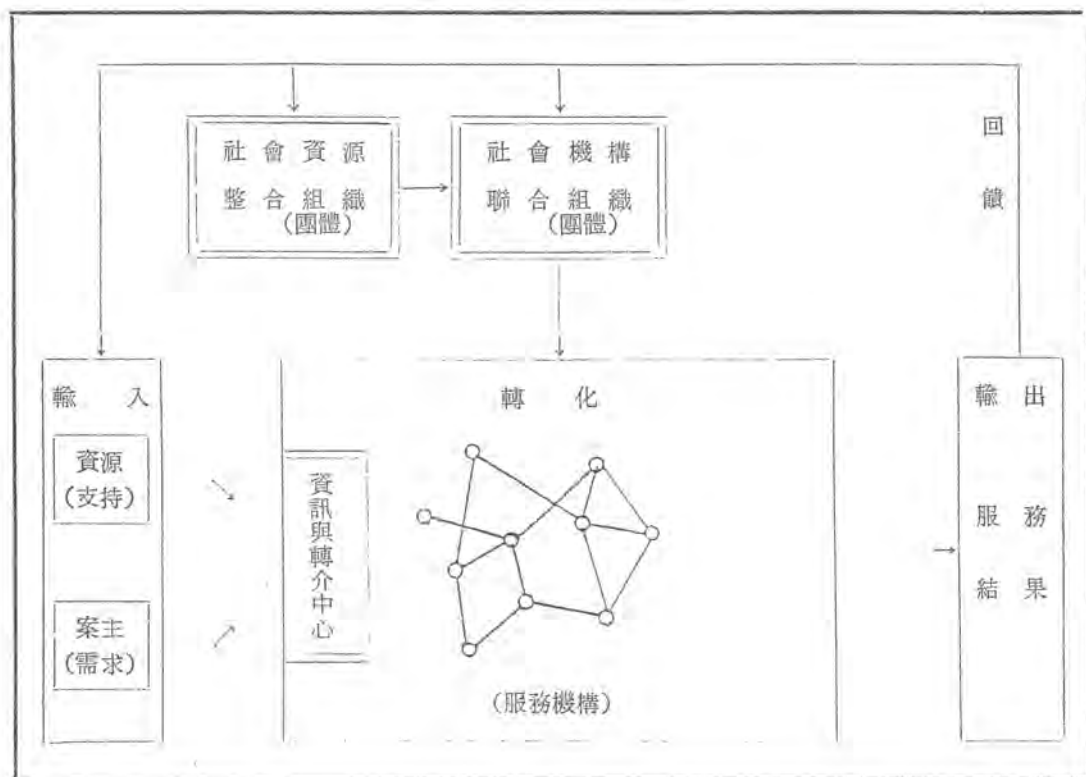 回
饋
社會資源
整合組織
(團體)
社會機構
聯合組織
(團體)
輸入
資源
(支持)
案主
(需求)
轉化
資訊與轉介中心
(服務機構)
輸出
服務
結果